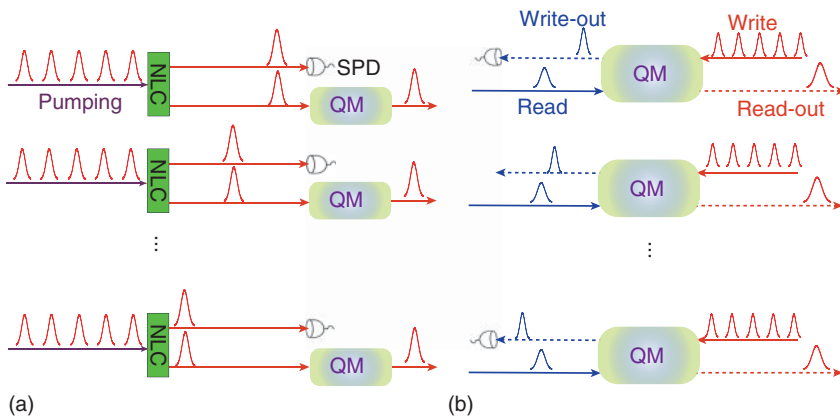 Pumping
NLC
SPD
QM
NLC
QM
...
NLC
QM
(a)
Write-out
Write
QM
Read
Read-out
QM
...
QM
(b)